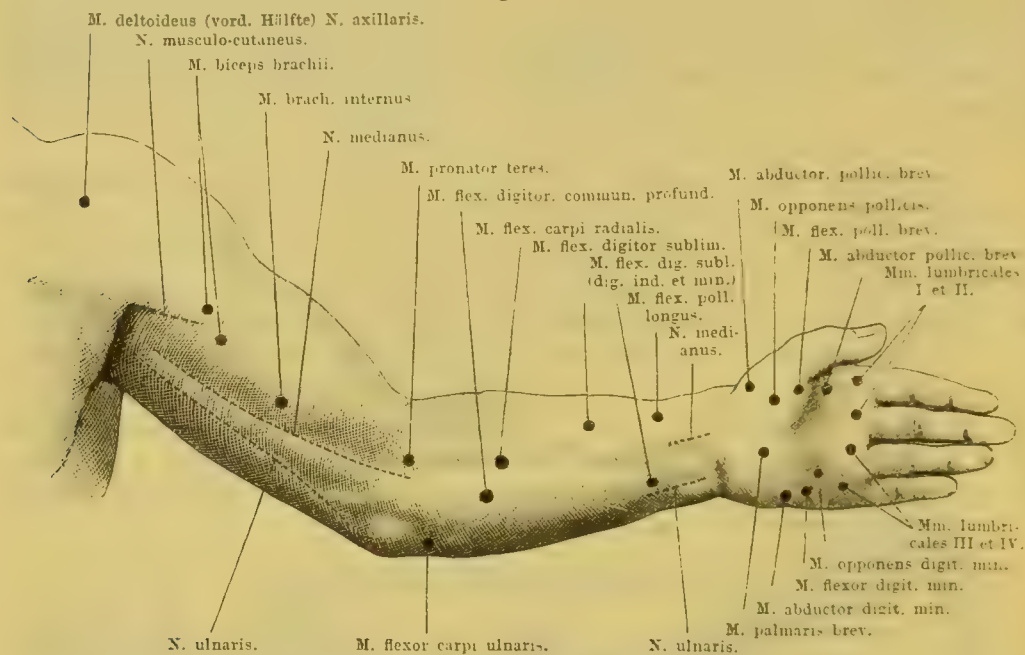 M. deltoideus (vord. Hälfte) N. axillaris.
N. musculo-cutaneus.
M. biceps brachii.
M. brach. internus
N. medianus.
M. pronator teres.
M. flex. digitor. commun. profund.
M. flex. carpi radialis.
M. flex. digitor sublim.
M. flex. dig. subl.
(dig. ind. et min.)
M. flex. poll.
longus.
N. medi-
anus.
M. abductor. pollic. brev
M. opponens pollicis.
M. flex. poll. brev.
M. abductor pollic. brev
Mm. lumbricales
I et II.
Mm. lumbri-
cales III et IV.
M. opponens digit. min.
M. flexor digit. min.
M. abductor digit. min.
M. palmaris brev.
N. ulnaris.
M. flexor carpi ulnaris.
N. ulnaris.